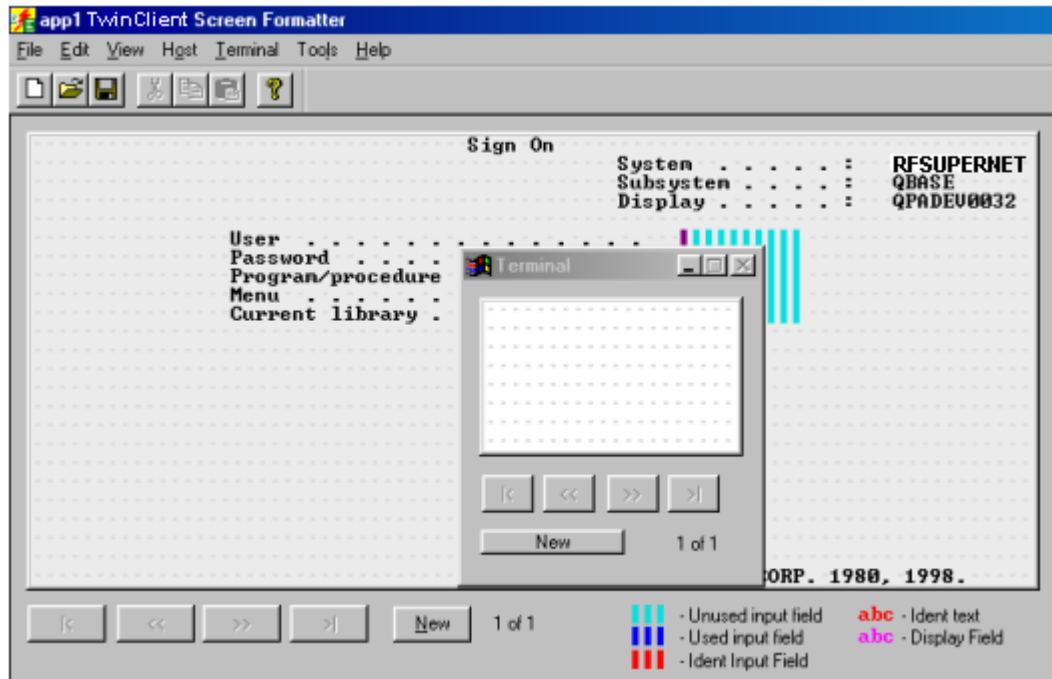 app1 TwinClient Screen Formatter
File Edit View Host Terminal Tools Help
Sign On
System . . . . . : RFSUPERNET
Subsystem . . . . : QBASE
Display . . . . . : QPADEV0032
User . . . . . . . . . . . . . .
Password . . . .
Program/procedure
Menu . . . . . .
Current library .
Terminal
|< << >> >|
New 1 of 1
CORP. 1980, 1998.
|< << >> >| New 1 of 1
- Unused input field
- Used input field
- Ident Input Field
abc - Ident text
abc - Display Field